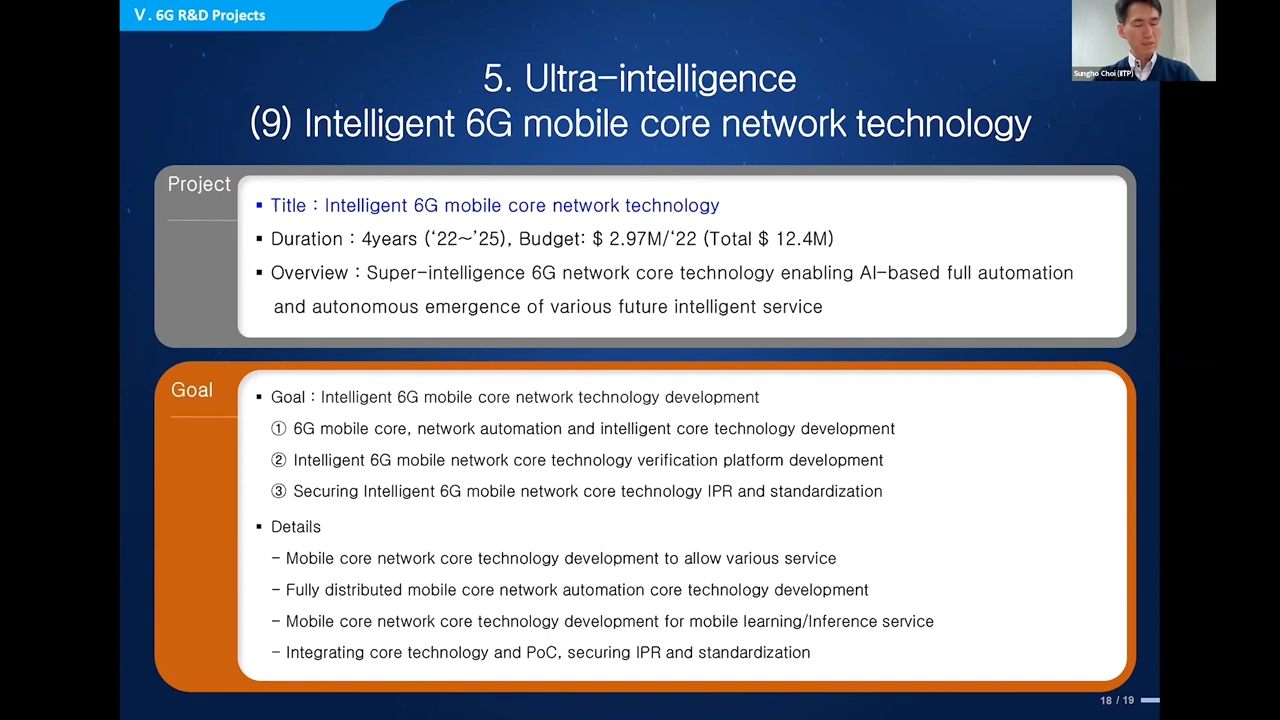 Ⅴ. 6G R&D Projects
Sungho Choi (IITP)
5. Ultra-intelligence
(9) Intelligent 6G mobile core network technology
Project
▪ Title : Intelligent 6G mobile core network technology
▪ Duration : 4years (‘22~’25), Budget: $ 2.97M/‘22 (Total $ 12.4M)
▪ Overview : Super-intelligence 6G network core technology enabling AI-based full automation
and autonomous emergence of various future intelligent service
Goal
▪ Goal : Intelligent 6G mobile core network technology development
① 6G mobile core, network automation and intelligent core technology development
② Intelligent 6G mobile network core technology verification platform development
③ Securing Intelligent 6G mobile network core technology IPR and standardization
▪ Details
- Mobile core network core technology development to allow various service
- Fully distributed mobile core network automation core technology development
- Mobile core network core technology development for mobile learning/Inference service
- Integrating core technology and PoC, securing IPR and standardization
18 / 19